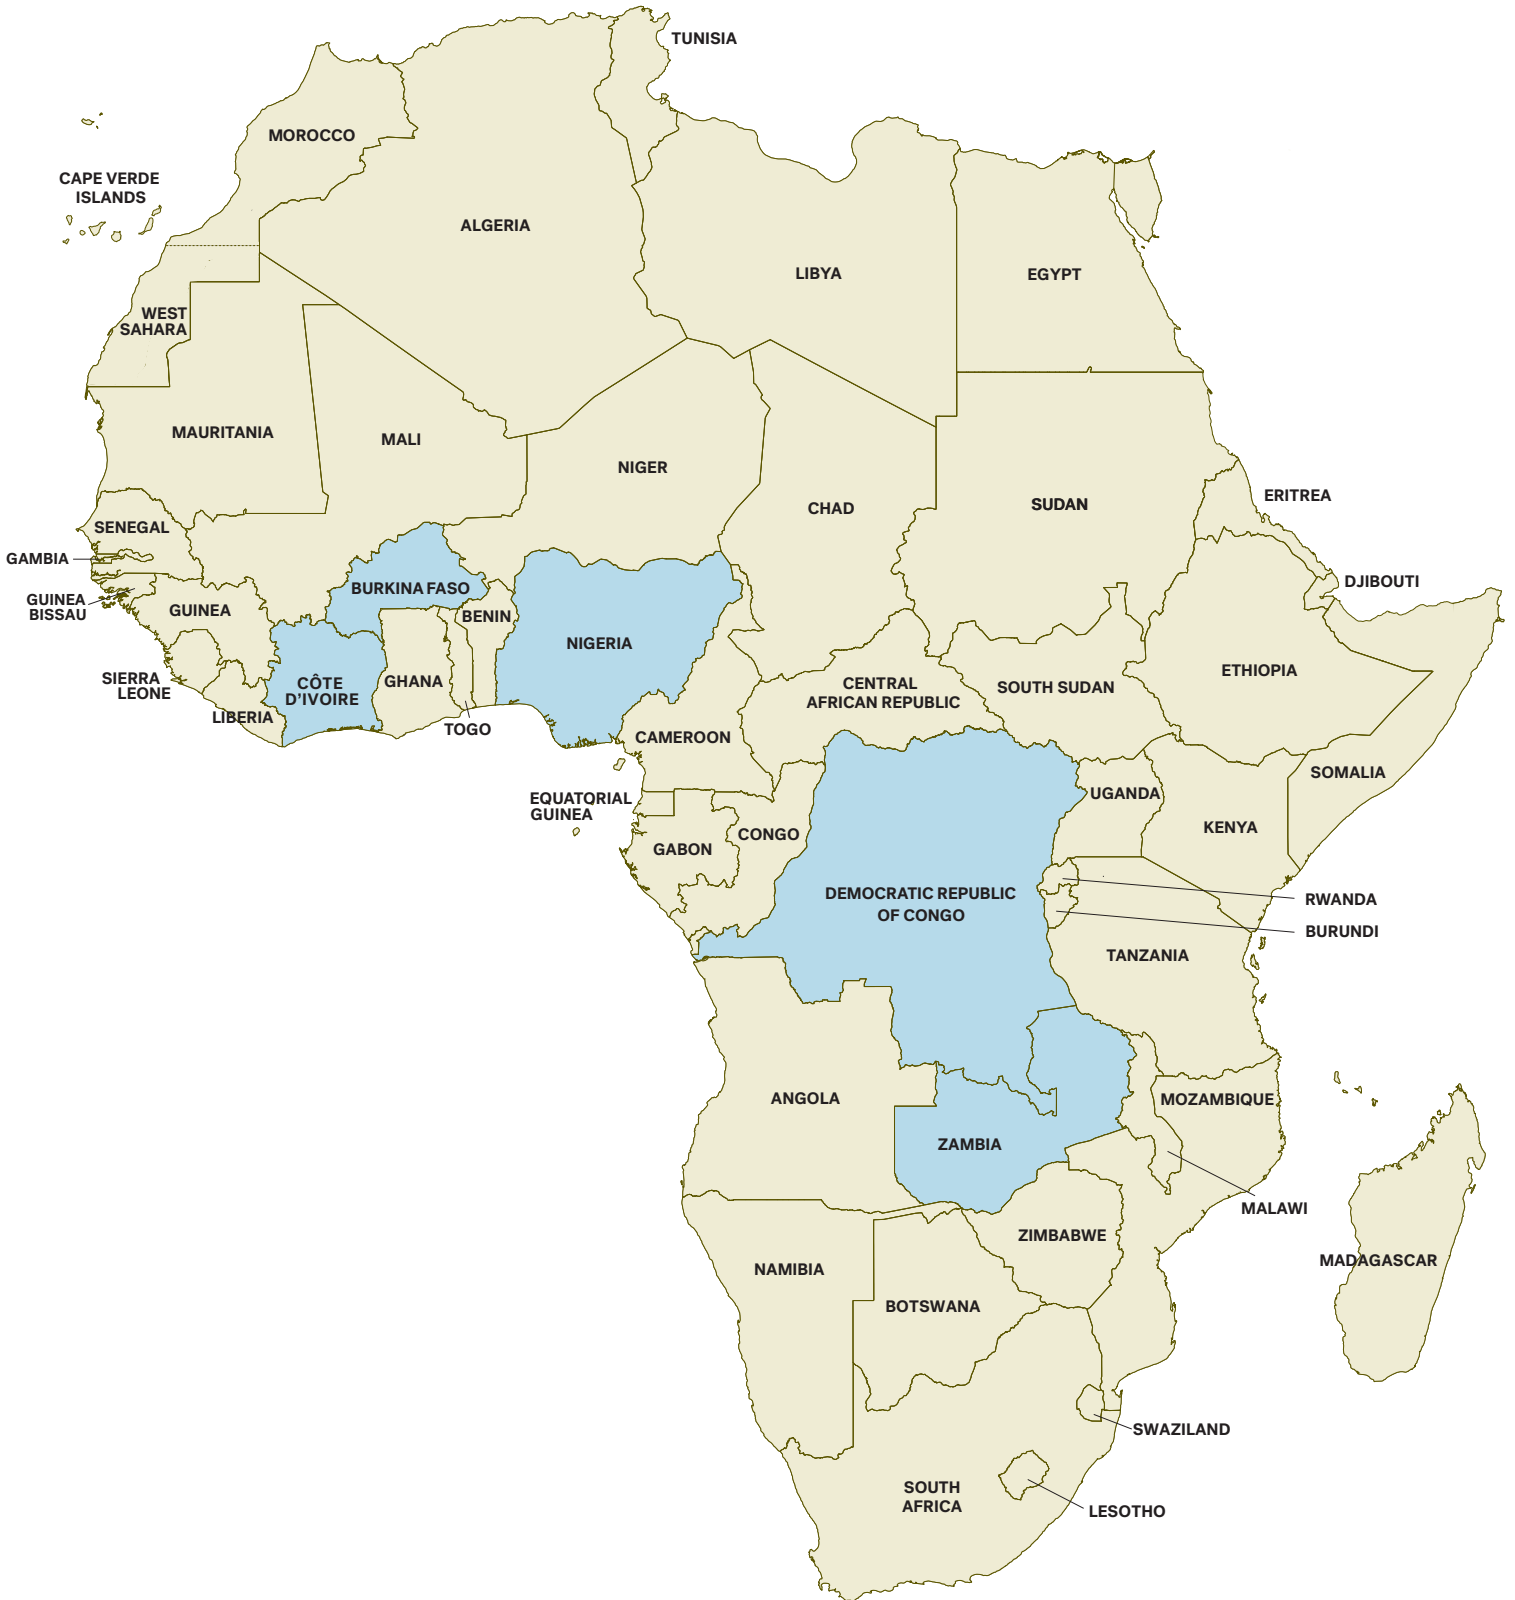 TUNISIA
MOROCCO
CAPE VERDE
ISLANDS
ALGERIA
LIBYA
EGYPT
WEST
SAHARA
MAURITANIA
MALI
NIGER
CHAD
SUDAN
ERITREA
SENEGAL
GAMBIA
GUINEA
BISSAU
GUINEA
BURKINA FASO
BENIN
NIGERIA
DJIBOUTI
SIERRA
LEONE
LIBERIA
CÔTE
D'IVOIRE
GHANA
TOGO
CENTRAL
AFRICAN REPUBLIC
SOUTH SUDAN
ETHIOPIA
CAMEROON
EQUATORIAL
GUINEA
GABON
CONGO
UGANDA
KENYA
SOMALIA
DEMOCRATIC REPUBLIC
OF CONGO
RWANDA
BURUNDI
TANZANIA
ANGOLA
ZAMBIA
MOZAMBIQUE
MALAWI
ZIMBABWE
MADAGASCAR
NAMIBIA
BOTSWANA
SWAZILAND
SOUTH
AFRICA
LESOTHO